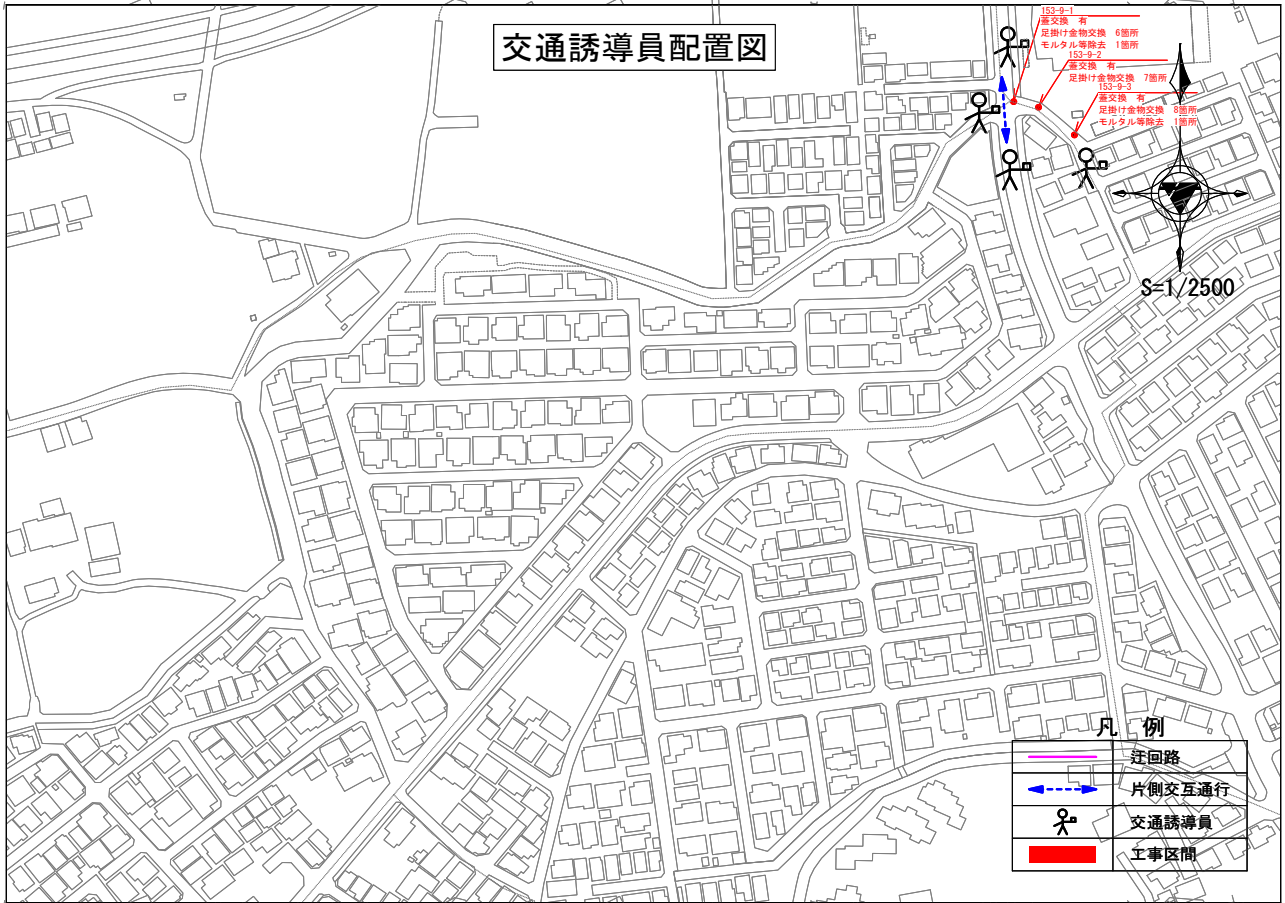 交通誘導員配置図
153-9-1
蓋交換 有
足掛け金物交換 6箇所
モルタル等除去 1箇所
153-9-2
蓋交換 有
足掛け金物交換 7箇所
153-9-3
蓋交換 有
足掛け金物交換 8箇所
モルタル等除去 1箇所
S=1/2500
凡 例
迂回路
片側交互通行
交通誘導員
工事区間